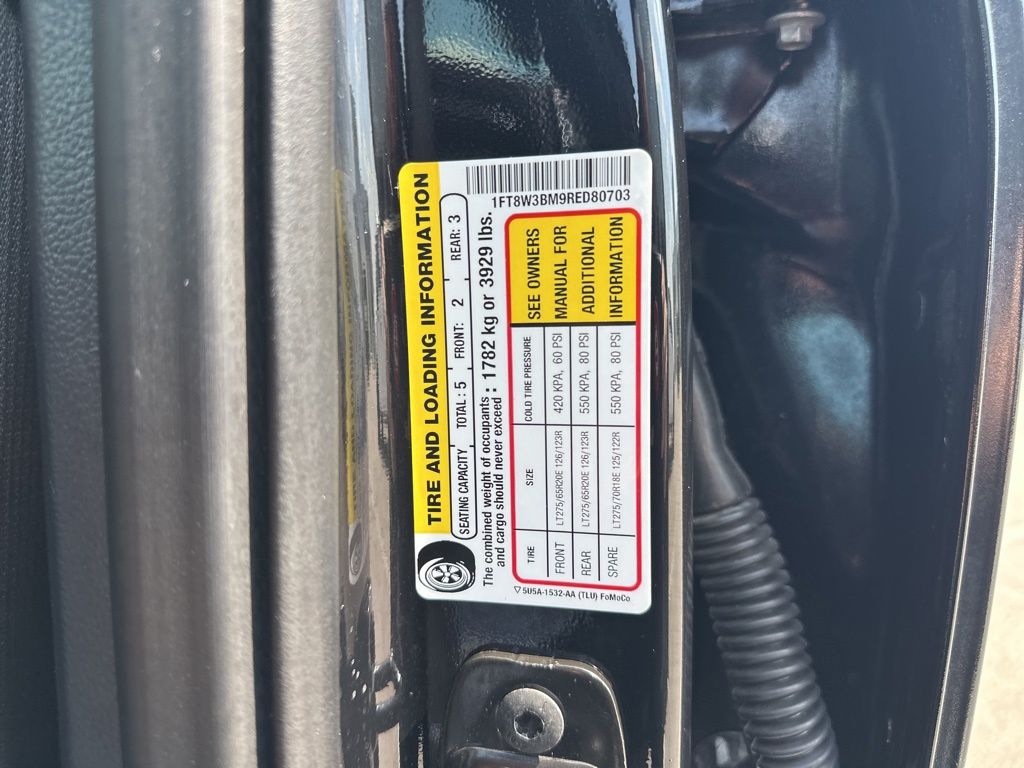 TIRE AND LOADING INFORMATION
1FT8W3BM9RED80703
SEATING CAPACITY TOTAL : 5 FRONT: 2 REAR: 3
The combined weight of occupants
and cargo should never exceed : 1782 kg or 3929 lbs.
TIRE SIZE COLD TIRE PRESSURE
FRONT LT275/65R20E 126/123R 420 KPA, 60 PSI
REAR LT275/65R20E 126/123R 550 KPA, 80 PSI
SPARE LT275/70R18E 125/122R 550 KPA, 80 PSI
SEE OWNERS
MANUAL FOR
ADDITIONAL
INFORMATION
5U5A-1532-AA (TLU) FoMoCo